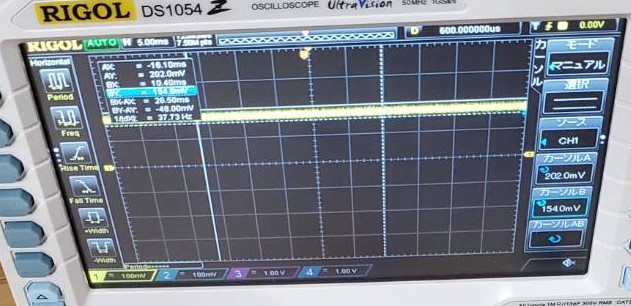 RIGOL DS1054Z OSCILLOSCOPE UltraVision 50MHz 1GSa/s
RIGOL AUTO H 5.00ms 7.50M pts D 600.000000us T 0.00V
Horizontal
Period
Freq
Rise Time
Fall Time
+Width
-Width
AX: = -16.10ms
AY: = 202.0mV
BX: = 10.40ms
BY: = 154.0mV
BX-AX: = 26.50ms
BY-AY: = -48.00mV
1/|dX|: = 37.73 Hz
カーソル
モード
マニュアル
選択
ソース
CH1
カーソルA
202.0mV
カーソルB
154.0mV
カーソルAB
Period=
1 = 100mV 2 = 100mV 3 = 1.00 V 4 = 1.00 V